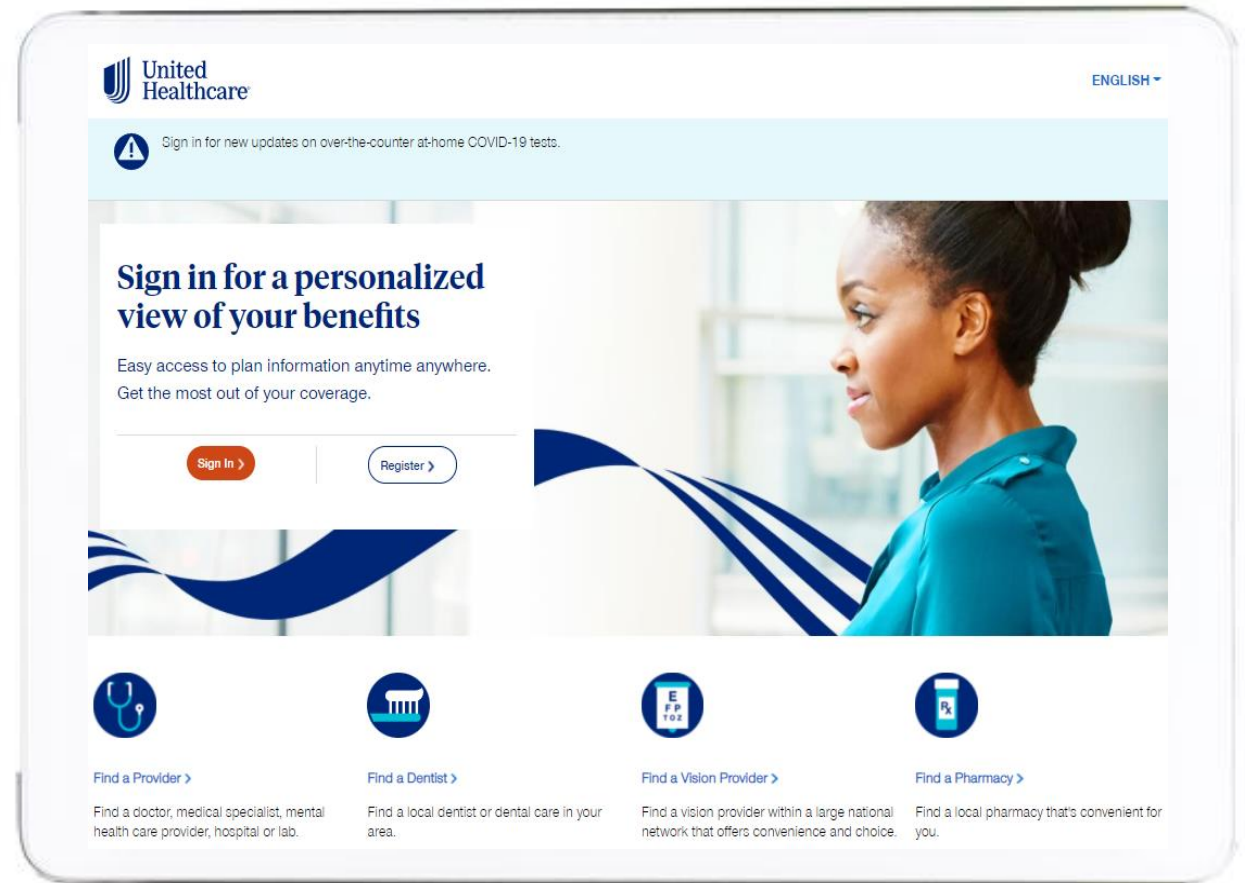 United
Healthcare
ENGLISH
Sign in for new updates on over-the-counter at-home COVID-19 tests.
Sign in for a personalized
view of your benefits
Easy access to plan information anytime anywhere.
Get the most out of your coverage.
Sign In >
Register >
E
F P
T O Z
Rx
Find a Provider >
Find a Dentist >
Find a Vision Provider >
Find a Pharmacy >
Find a doctor, medical specialist, mental
health care provider, hospital or lab.
Find a local dentist or dental care in your
area.
Find a vision provider within a large national
network that offers convenience and choice.
Find a local pharmacy that's convenient for
you.